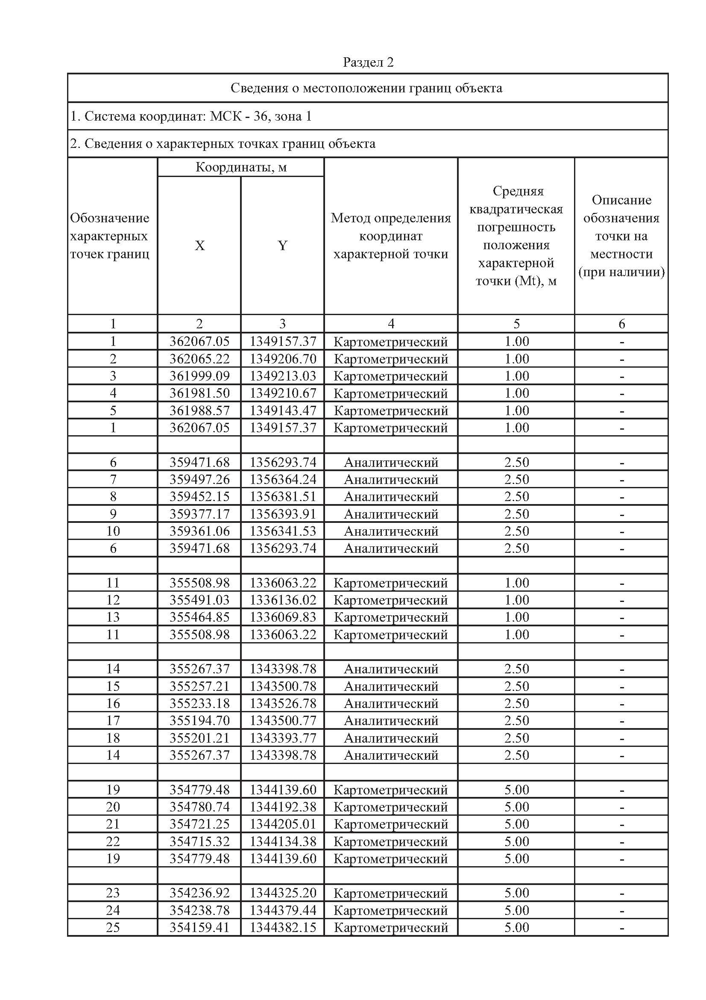 Раздел 2
Сведения о местоположении границ объекта
1. Система координат: МСК - 36, зона 1
2. Сведения о характерных точках границ объекта
Обозначение
характерных
точек границ
Координаты, м
X
Y
Метод определения
координат
характерной точки
Средняя
квадратическая
погрешность
положения
характерной
точки (Mt), м
Описание
обозначения
точки на
местности
(при наличии)
1 2 3 4 5 6
1 362067.05 1349157.37 Картометрический 1.00 -
2 362065.22 1349206.70 Картометрический 1.00 -
3 361999.09 1349213.03 Картометрический 1.00 -
4 361981.50 1349210.67 Картометрический 1.00 -
5 361988.57 1349143.47 Картометрический 1.00 -
1 362067.05 1349157.37 Картометрический 1.00 -
6 359471.68 1356293.74 Аналитический 2.50 -
7 359497.26 1356364.24 Аналитический 2.50 -
8 359452.15 1356381.51 Аналитический 2.50 -
9 359377.17 1356393.91 Аналитический 2.50 -
10 359361.06 1356341.53 Аналитический 2.50 -
6 359471.68 1356293.74 Аналитический 2.50 -
11 355508.98 1336063.22 Картометрический 1.00 -
12 355491.03 1336136.02 Картометрический 1.00 -
13 355464.85 1336069.83 Картометрический 1.00 -
11 355508.98 1336063.22 Картометрический 1.00 -
14 355267.37 1343398.78 Аналитический 2.50 -
15 355257.21 1343500.78 Аналитический 2.50 -
16 355233.18 1343526.78 Аналитический 2.50 -
17 355194.70 1343500.77 Аналитический 2.50 -
18 355201.21 1343393.77 Аналитический 2.50 -
14 355267.37 1343398.78 Аналитический 2.50 -
19 354779.48 1344139.60 Картометрический 5.00 -
20 354780.74 1344192.38 Картометрический 5.00 -
21 354721.25 1344205.01 Картометрический 5.00 -
22 354715.32 1344134.38 Картометрический 5.00 -
19 354779.48 1344139.60 Картометрический 5.00 -
23 354236.92 1344325.20 Картометрический 5.00 -
24 354238.78 1344379.44 Картометрический 5.00 -
25 354159.41 1344382.15 Картометрический 5.00 -